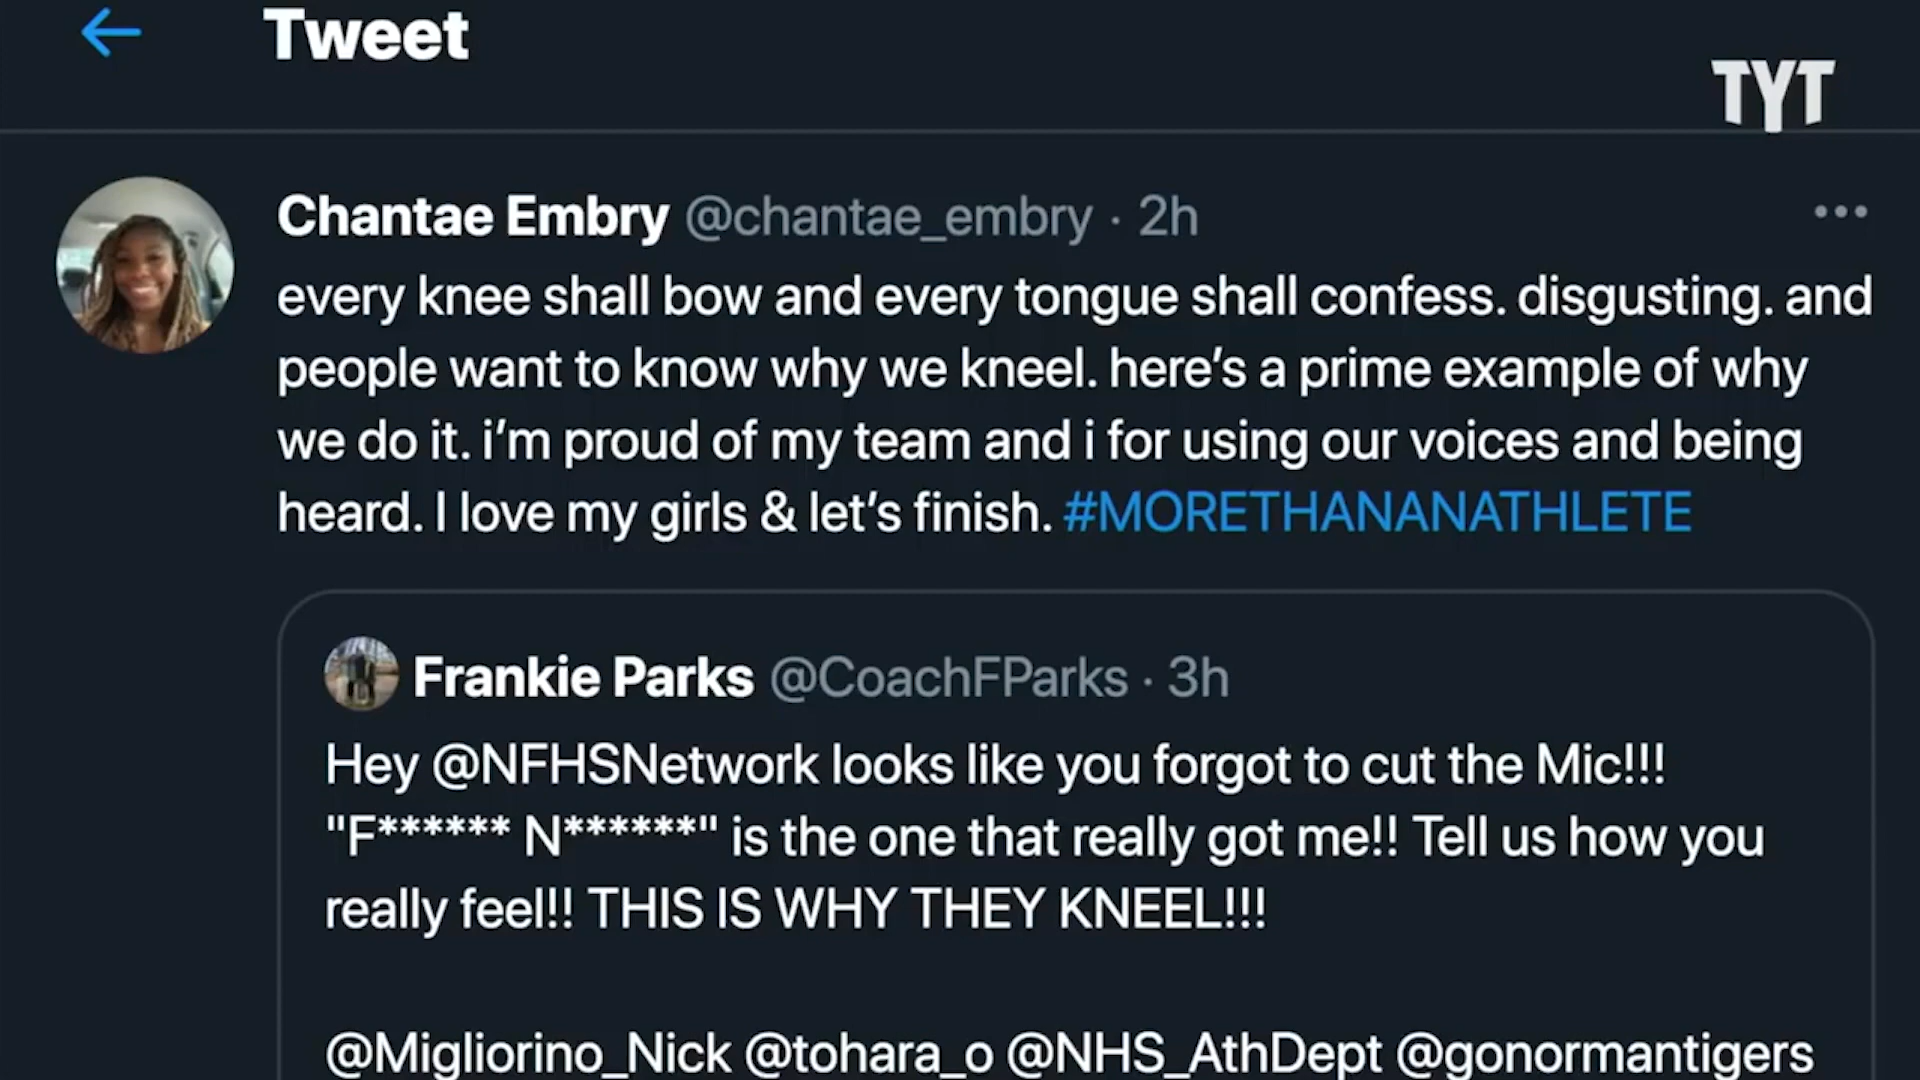 Tweet
TYT
Chantae Embry @chantae_embry · 2h
every knee shall bow and every tongue shall confess. disgusting. and
people want to know why we kneel. here’s a prime example of why
we do it. i’m proud of my team and i for using our voices and being
heard. I love my girls & let’s finish. #MORETHANANATHLETE
Frankie Parks @CoachFParks · 3h
Hey @NFHSNetwork looks like you forgot to cut the Mic!!!
"F****** N*******" is the one that really got me!! Tell us how you
really feel!! THIS IS WHY THEY KNEEL!!!
@Migliorino_Nick @tohara_o @NHS_AthDept @gonormantigers